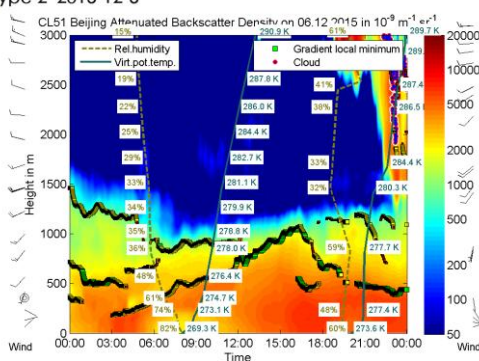 CL51 Beijing Attenuated Backscatter Density on 06.12.2015 in 10⁻⁹ m⁻¹ sr⁻¹
Rel.humidity
Virt.pot.temp.
Gradient local minimum
Cloud
15%
290.9 K
61%
289.7 K
19%
287.8 K
41%
287.4
22%
286.0 K
38%
286.5
25%
284.4 K
29%
282.7 K
33%
284.4 K
33%
281.1 K
32%
280.3 K
34%
279.9 K
35%
278.8 K
36%
278.0 K
59%
277.7 K
48%
276.4 K
61%
274.7 K
74%
273.1 K
48%
277.4 K
82%
269.3 K
60%
273.6 K
Height in m
3000
2500
2000
1500
1000
500
0
00:00
03:00
06:00
09:00
12:00
15:00
18:00
21:00
00:00
Wind
Time
Wind
20000
10000
5000
2000
1000
500
200
100
50